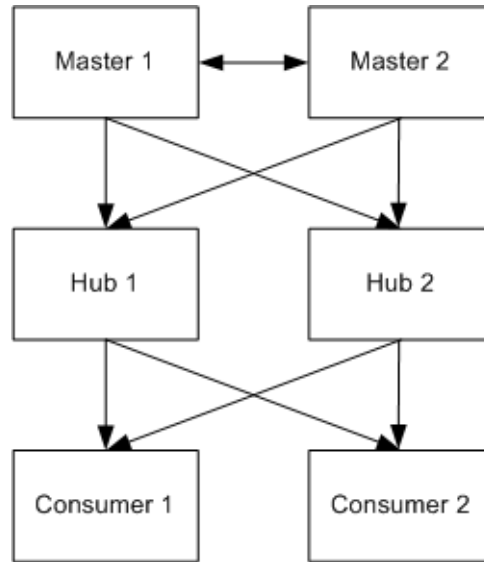 Master 1
Master 2
Hub 1
Hub 2
Consumer 1
Consumer 2